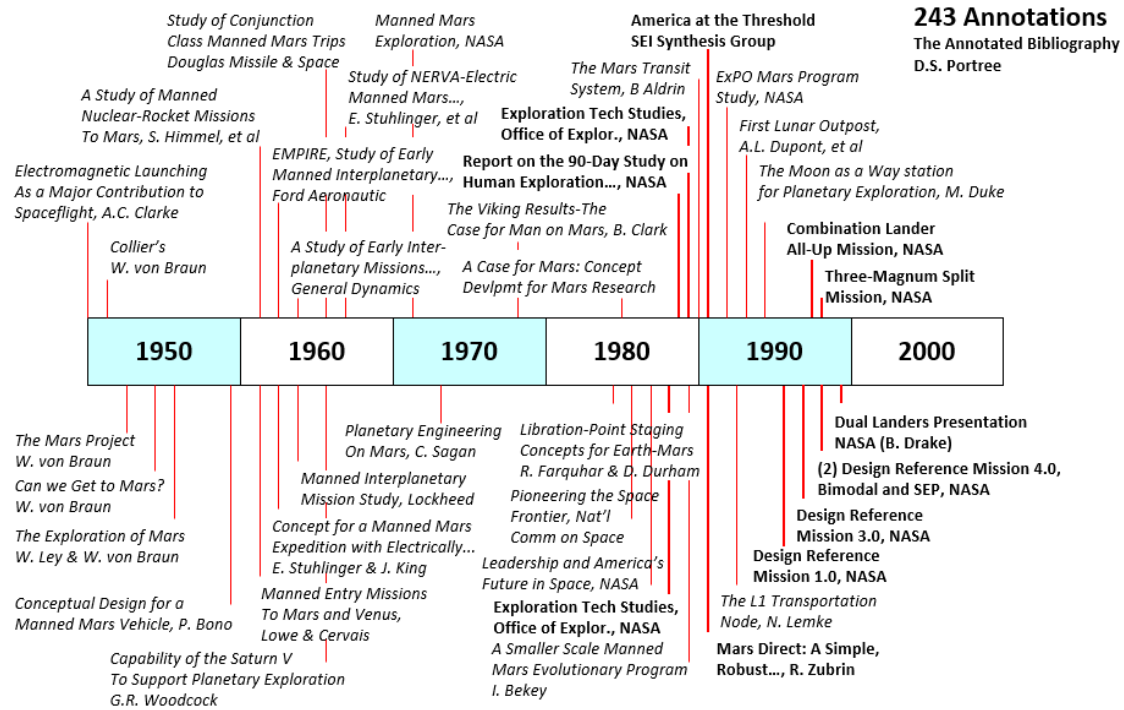 243 Annotations
The Annotated Bibliography
D.S. Portree
Study of Conjunction
Class Manned Mars Trips
Douglas Missile & Space
Manned Mars
Exploration, NASA
America at the Threshold
SEI Synthesis Group
A Study of Manned
Nuclear-Rocket Missions
To Mars, S. Himmel, et al
Study of NERVA-Electric
Manned Mars…,
E. Stuhlinger, et al
The Mars Transit
System, B Aldrin
ExPO Mars Program
Study, NASA
Exploration Tech Studies,
Office of Explor., NASA
First Lunar Outpost,
A.L. Dupont, et al
Electromagnetic Launching
As a Major Contribution to
Spaceflight, A.C. Clarke
EMPIRE, Study of Early
Manned Interplanetary…,
Ford Aeronautic
Report on the 90-Day Study on
Human Exploration…, NASA
The Moon as a Way station
for Planetary Exploration, M. Duke
The Viking Results-The
Case for Man on Mars, B. Clark
Collier's
W. von Braun
A Study of Early Inter-
planetary Missions…,
General Dynamics
A Case for Mars: Concept
Devlpmt for Mars Research
Combination Lander
All-Up Mission, NASA
Three-Magnum Split
Mission, NASA
1950
1960
1970
1980
1990
2000
The Mars Project
W. von Braun
Can we Get to Mars?
W. von Braun
The Exploration of Mars
W. Ley & W. von Braun
Conceptual Design for a
Manned Mars Vehicle, P. Bono
Capability of the Saturn V
To Support Planetary Exploration
G.R. Woodcock
Planetary Engineering
On Mars, C. Sagan
Manned Interplanetary
Mission Study, Lockheed
Concept for a Manned Mars
Expedition with Electrically...
E. Stuhlinger & J. King
Manned Entry Missions
To Mars and Venus,
Lowe & Cervais
Libration-Point Staging
Concepts for Earth-Mars
R. Farquhar & D. Durham
Pioneering the Space
Frontier, Nat'l
Comm on Space
Leadership and America's
Future in Space, NASA
Exploration Tech Studies,
Office of Explor., NASA
A Smaller Scale Manned
Mars Evolutionary Program
I. Bekey
Dual Landers Presentation
NASA (B. Drake)
(2) Design Reference Mission 4.0,
Bimodal and SEP, NASA
Design Reference
Mission 3.0, NASA
Design Reference
Mission 1.0, NASA
The L1 Transportation
Node, N. Lemke
Mars Direct: A Simple,
Robust…, R. Zubrin